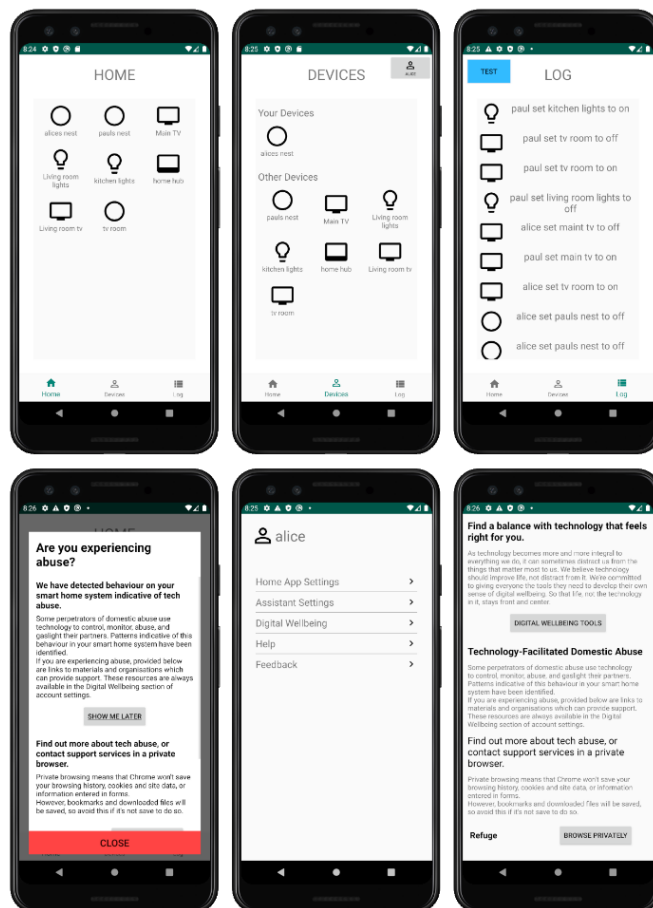 8:24
HOME
alices nest
pauls nest
Main TV
Living room
lights
kitchen lights
home hub
Living room tv
tv room
Home
Devices
Log
8:25
DEVICES
ALICE
Your Devices
alices nest
Other Devices
pauls nest
Main TV
Living room
lights
kitchen lights
home hub
Living room tv
tv room
Home
Devices
Log
8:25
TEST
LOG
paul set kitchen lights to on
paul set tv room to off
paul set tv room to on
paul set living room lights to
off
alice set maint tv to off
paul set main tv to on
alice set tv room to on
alice set pauls nest to off
alice set pauls nest to off
Home
Devices
Log
8:26
HOME
Are you experiencing
abuse?
We have detected behaviour on your
smart home system indicative of tech
abuse.
Some perpetrators of domestic abuse use
technology to control, monitor, abuse, and
gaslight their partners. Patterns indicative of this
behaviour in your smart home system have been
identified.
If you are experiencing abuse, provided below
are links to materials and organisations which
can provide support. These resources are always
available in the Digital Wellbeing section of
account settings.
SHOW ME LATER
Find out more about tech abuse, or
contact support services in a private
browser.
Private browsing means that Chrome won't save
your browsing history, cookies and site data, or
information entered in forms.
However, bookmarks and downloaded files will
be saved, so avoid this if it's not save to do so.
CLOSE
8:25
alice
Home App Settings
Assistant Settings
Digital Wellbeing
Help
Feedback
8:26
Find a balance with technology that feels
right for you.
As technology becomes more and more integral to
everything we do, it can sometimes distract us from the
things that matter most to us. We believe technology
should improve life, not distract from it. We're committed
to giving everyone the tools they need to develop their own
sense of digital wellbeing. So that life, not the technology
in it, stays front and center.
DIGITAL WELLBEING TOOLS
Technology-Facilitated Domestic Abuse
Some perpetrators of domestic abuse use technology
to control, monitor, abuse, and gaslight their partners.
Patterns indicative of this behaviour in your smart home
system have been identified.
If you are experiencing abuse, provided below are links to
materials and organisations which can provide support.
These resources are always available in the Digital
Wellbeing section of account settings.
Find out more about tech abuse, or
contact support services in a private
browser.
Private browsing means that Chrome won't save your
browsing history, cookies and site data, or information
entered in forms.
However, bookmarks and downloaded files will be saved,
so avoid this if it's not save to do so.
Refuge
BROWSE PRIVATELY